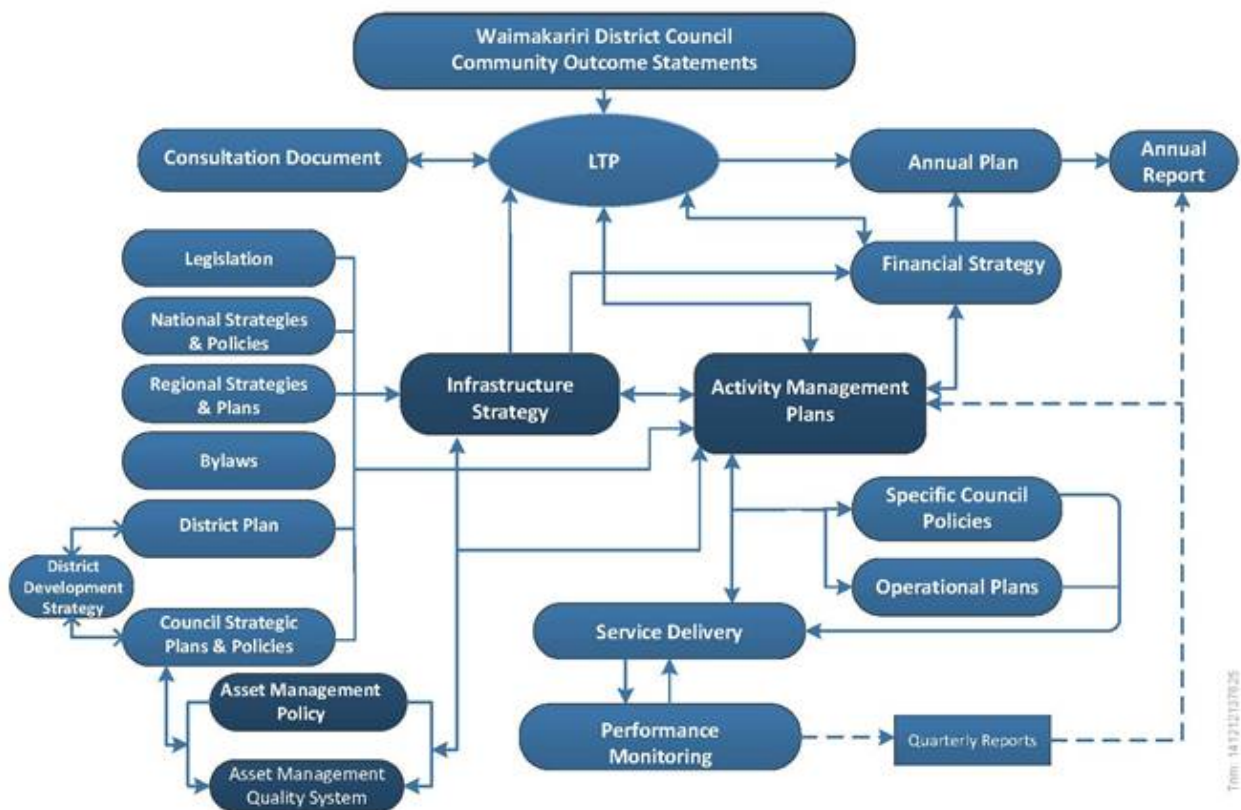 Waimakariri District Council
Community Outcome Statements
Consultation Document
LTP
Annual Plan
Annual
Report
Legislation
Financial Strategy
National Strategies
& Policies
Regional Strategies
& Plans
Infrastructure
Strategy
Activity Management
Plans
Bylaws
District Plan
Specific Council
Policies
District
Development
Strategy
Operational Plans
Council Strategic
Plans & Policies
Service Delivery
Asset Management
Policy
Performance
Monitoring
Quarterly Reports
Asset Management
Quality System